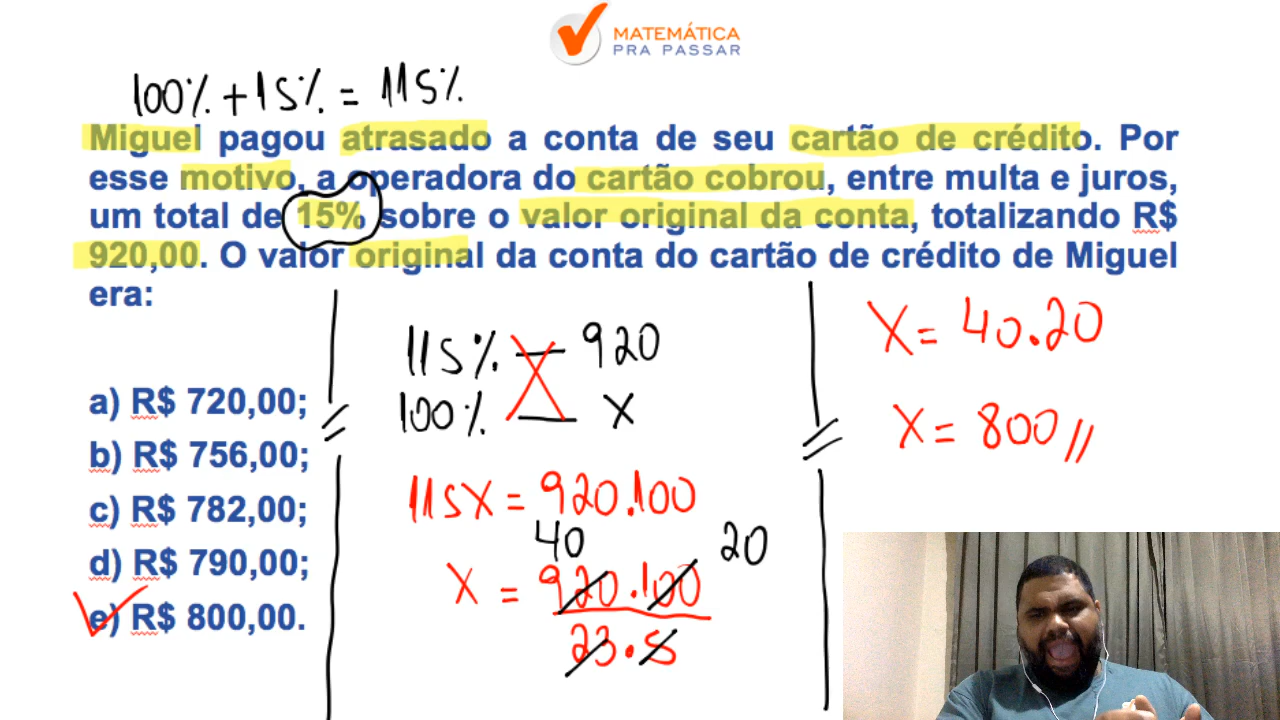 MATEMÁTICA
PRA PASSAR
100% + 15% = 115%
Miguel pagou atrasado a conta de seu cartão de crédito. Por
esse motivo, a operadora do cartão cobrou, entre multa e juros,
um total de 15% sobre o valor original da conta, totalizando R$
920,00. O valor original da conta do cartão de crédito de Miguel
era:
a) R$ 720,00;
b) R$ 756,00;
c) R$ 782,00;
d) R$ 790,00;
e) R$ 800,00.
115% — 920
100% — X
115X = 920.100
40 20
X = 920.100
23.5
X = 40.20
X = 800//